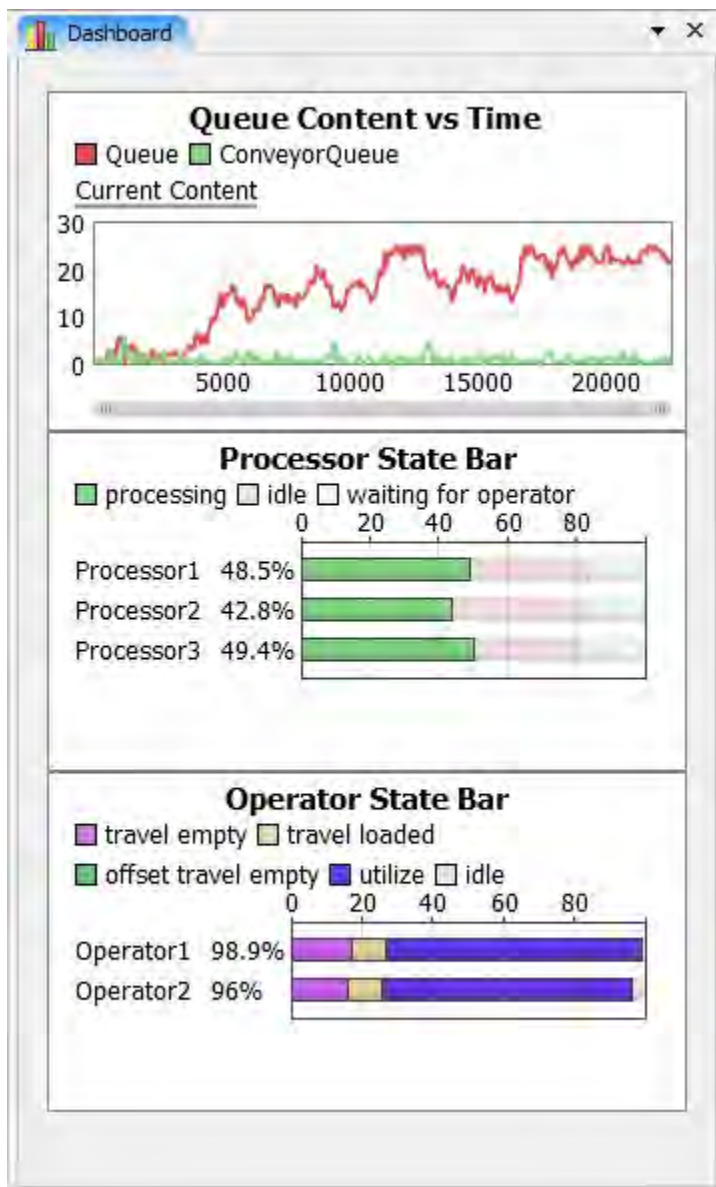 Dashboard
Queue Content vs Time
Queue ConveyorQueue
Current Content
30
20
10
0
5000 10000 15000 20000
Processor State Bar
processing idle waiting for operator
0 20 40 60 80
Processor1 48.5%
Processor2 42.8%
Processor3 49.4%
Operator State Bar
travel empty travel loaded
offset travel empty utilize idle
0 20 40 60 80
Operator1 98.9%
Operator2 96%